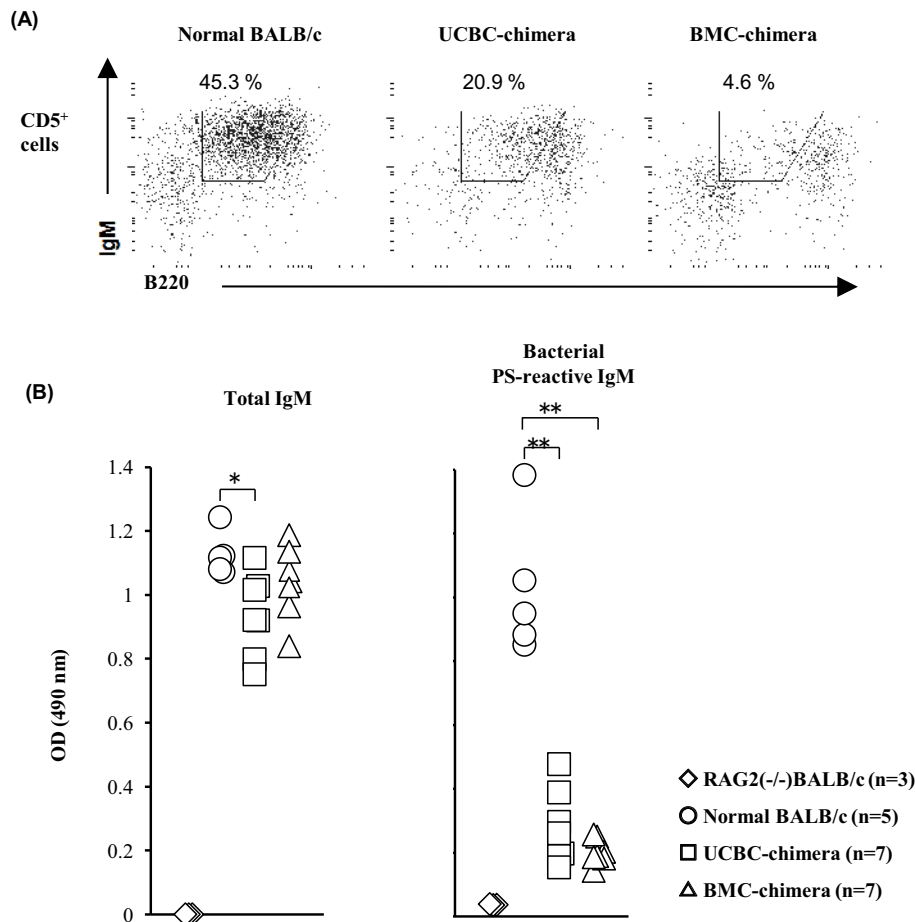 (A)
Normal BALB/c
UCBC-chimera
BMC-chimera
45.3 %
20.9 %
4.6 %
CD5⁺
cells
IgM
B220
(B)
Total IgM
Bacterial
PS-reactive IgM
**
**
*
1.4
1.2
1
0.8
0.6
0.4
0.2
0
OD (490 nm)
RAG2(-/-)BALB/c (n=3)
Normal BALB/c (n=5)
UCBC-chimera (n=7)
BMC-chimera (n=7)